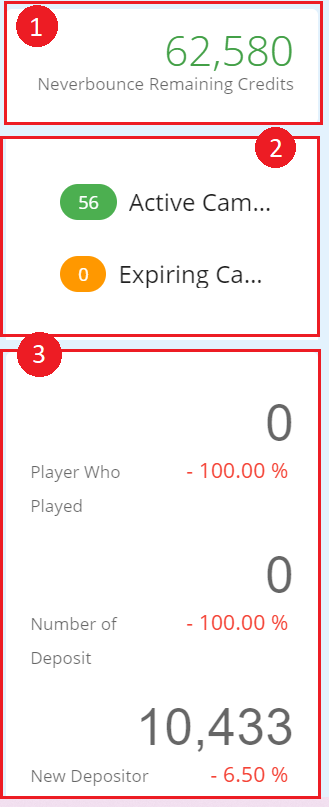 1
62,580
Neverbounce Remaining Credits
2
56 Active Cam...
0 Expiring Ca...
3
0
Player Who Played
- 100.00 %
0
Number of Deposit
- 100.00 %
10,433
New Depositor
- 6.50 %